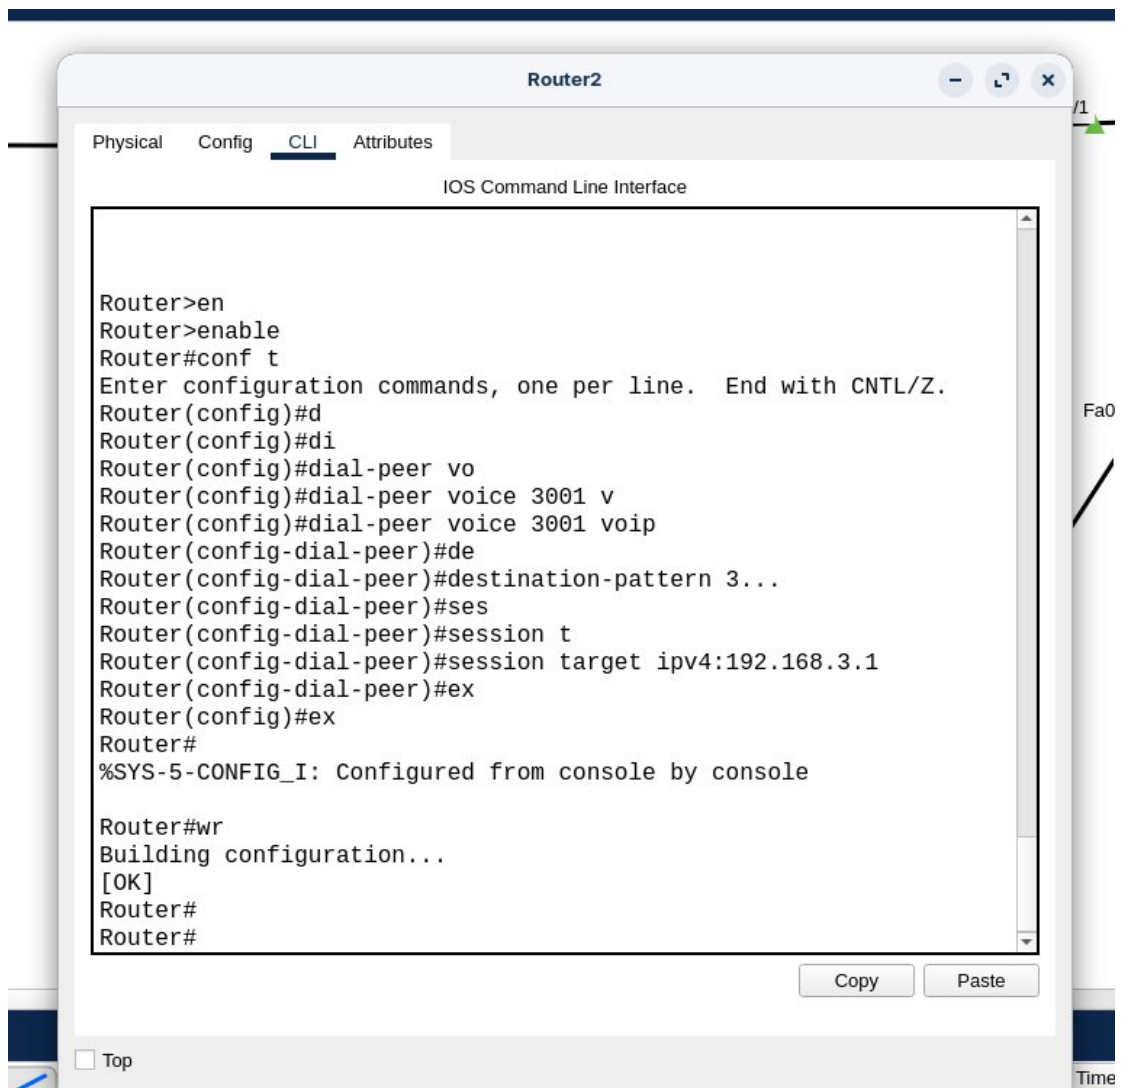 Router2
/1
Physical Config CLI Attributes
IOS Command Line Interface
Router>en
Router>enable
Router#conf t
Enter configuration commands, one per line.  End with CNTL/Z.
Router(config)#d
Router(config)#di
Router(config)#dial-peer vo
Router(config)#dial-peer voice 3001 v
Router(config)#dial-peer voice 3001 voip
Router(config-dial-peer)#de
Router(config-dial-peer)#destination-pattern 3...
Router(config-dial-peer)#ses
Router(config-dial-peer)#session t
Router(config-dial-peer)#session target ipv4:192.168.3.1
Router(config-dial-peer)#ex
Router(config)#ex
Router#
%SYS-5-CONFIG_I: Configured from console by console
Router#wr
Building configuration...
[OK]
Router#
Router#
Fa0
Copy Paste
Top
Time